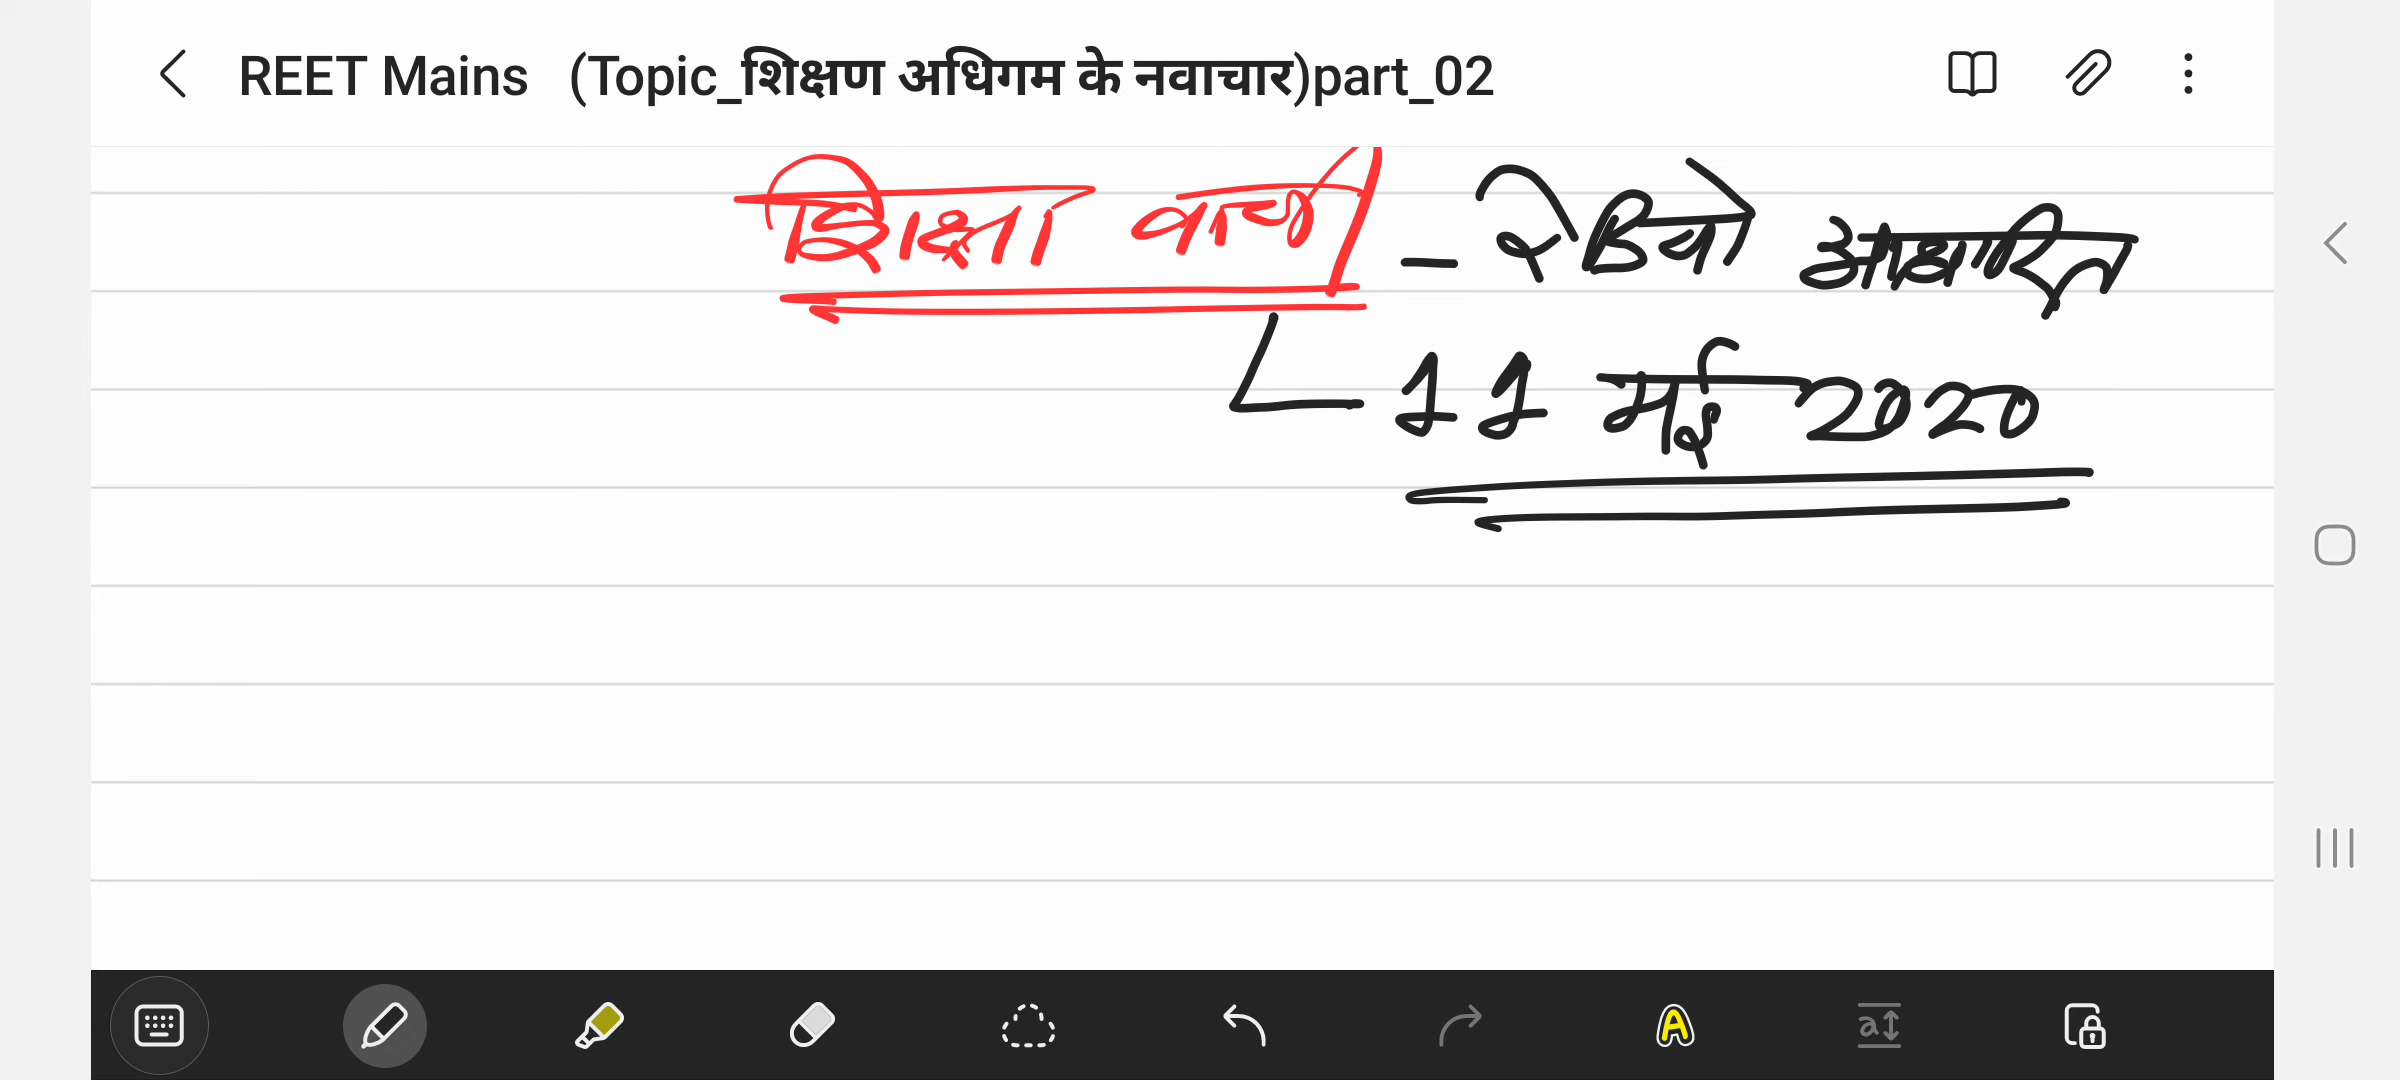 REET Mains (Topic_शिक्षण अधिगम के नवाचार)part_02
शिक्षा वाणी - रेडियो आधारित
11 मई 2020